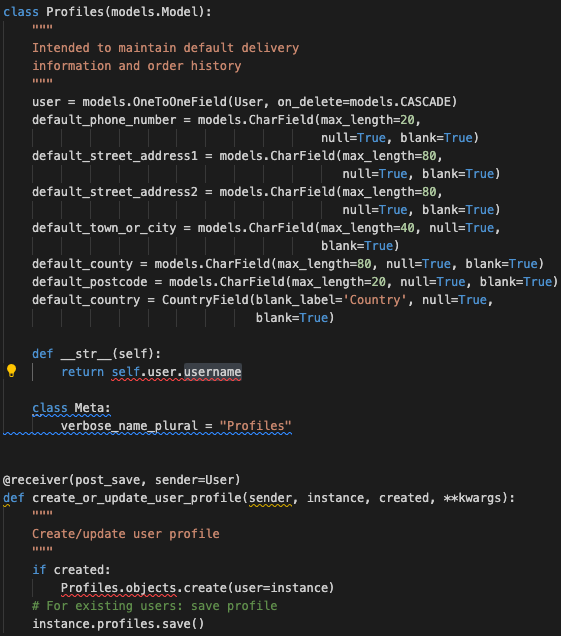 class Profiles(models.Model):
"""
Intended to maintain default delivery
information and order history
"""
user = models.OneToOneField(User, on_delete=models.CASCADE)
default_phone_number = models.CharField(max_length=20,
null=True, blank=True)
default_street_address1 = models.CharField(max_length=80,
null=True, blank=True)
default_street_address2 = models.CharField(max_length=80,
null=True, blank=True)
default_town_or_city = models.CharField(max_length=40, null=True,
blank=True)
default_county = models.CharField(max_length=80, null=True, blank=True)
default_postcode = models.CharField(max_length=20, null=True, blank=True)
default_country = CountryField(blank_label='Country', null=True,
blank=True)
def __str__(self):
return self.user.username
class Meta:
verbose_name_plural = "Profiles"
@receiver(post_save, sender=User)
def create_or_update_user_profile(sender, instance, created, **kwargs):
"""
Create/update user profile
"""
if created:
Profiles.objects.create(user=instance)
# For existing users: save profile
instance.profiles.save()